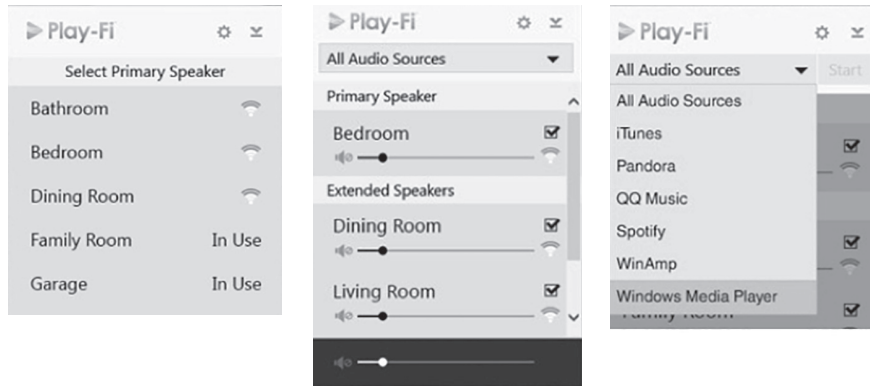 Play-Fi
Select Primary Speaker
Bathroom
Bedroom
Dining Room
Family Room In Use
Garage In Use
Play-Fi
All Audio Sources
Primary Speaker
Bedroom
Extended Speakers
Dining Room
Living Room
Play-Fi
All Audio Sources Start
All Audio Sources
iTunes
Pandora
QQ Music
Spotify
WinAmp
Windows Media Player
Family Room